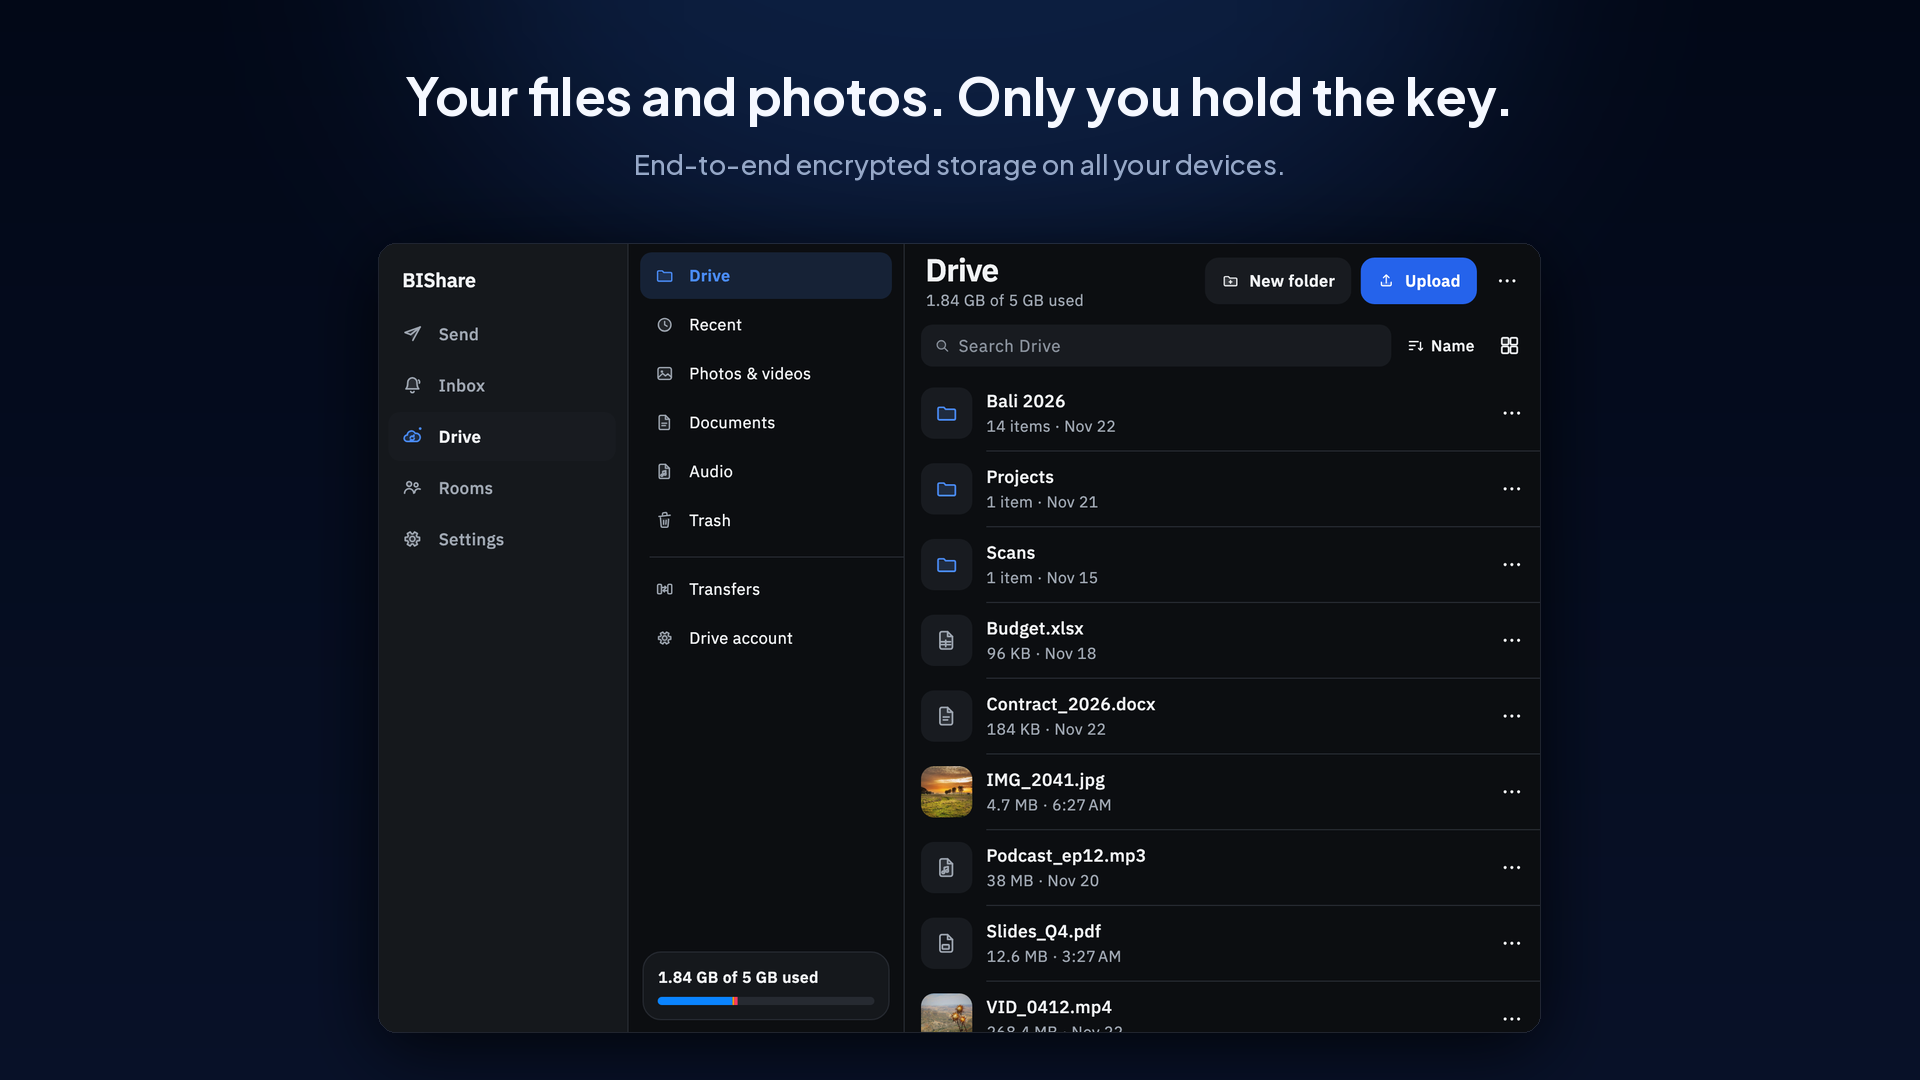 Your files and photos. Only you hold the key.
End-to-end encrypted storage on all your devices.
BIShare
Send
Inbox
Drive
Rooms
Settings
Drive
Recent
Photos & videos
Documents
Audio
Trash
Transfers
Drive account
1.84 GB of 5 GB used
Drive
1.84 GB of 5 GB used
New folder
Upload
Search Drive
Name
Bali 2026
14 items · Nov 22
Projects
1 item · Nov 21
Scans
1 item · Nov 15
Budget.xlsx
96 KB · Nov 18
Contract_2026.docx
184 KB · Nov 22
IMG_2041.jpg
4.7 MB · 6:27 AM
Podcast_ep12.mp3
38 MB · Nov 20
Slides_Q4.pdf
12.6 MB · 3:27 AM
VID_0412.mp4
268.4 MB · Nov 22